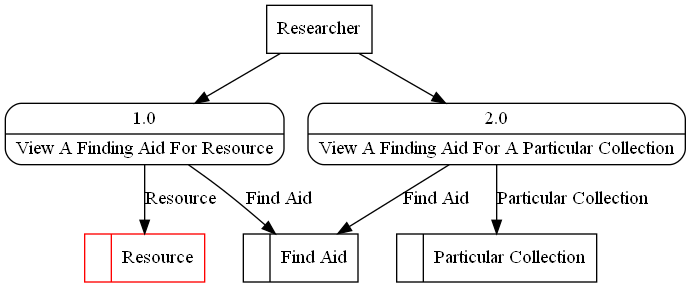 Researcher
1.0
View A Finding Aid For Resource
2.0
View A Finding Aid For A Particular Collection
Resource
Find Aid
Find Aid
Particular Collection
Resource
Find Aid
Particular Collection